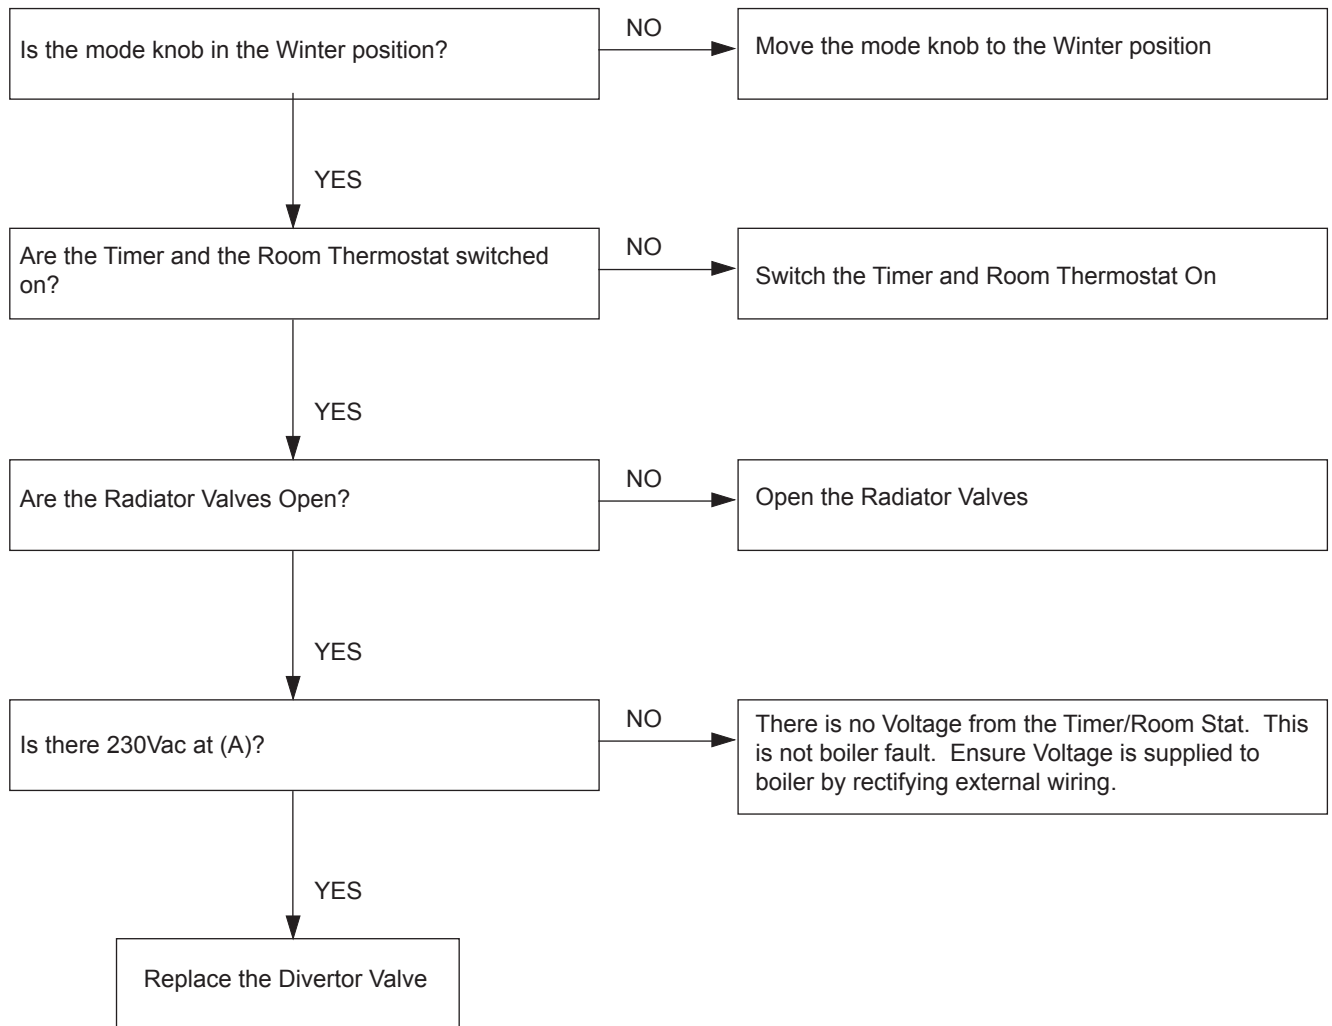 Is the mode knob in the Winter position?
NO
Move the mode knob to the Winter position
YES
Are the Timer and the Room Thermostat switched
on?
NO
Switch the Timer and Room Thermostat On
YES
Are the Radiator Valves Open?
NO
Open the Radiator Valves
YES
Is there 230Vac at (A)?
NO
There is no Voltage from the Timer/Room Stat.  This
is not boiler fault.  Ensure Voltage is supplied to
boiler by rectifying external wiring.
YES
Replace the Divertor Valve